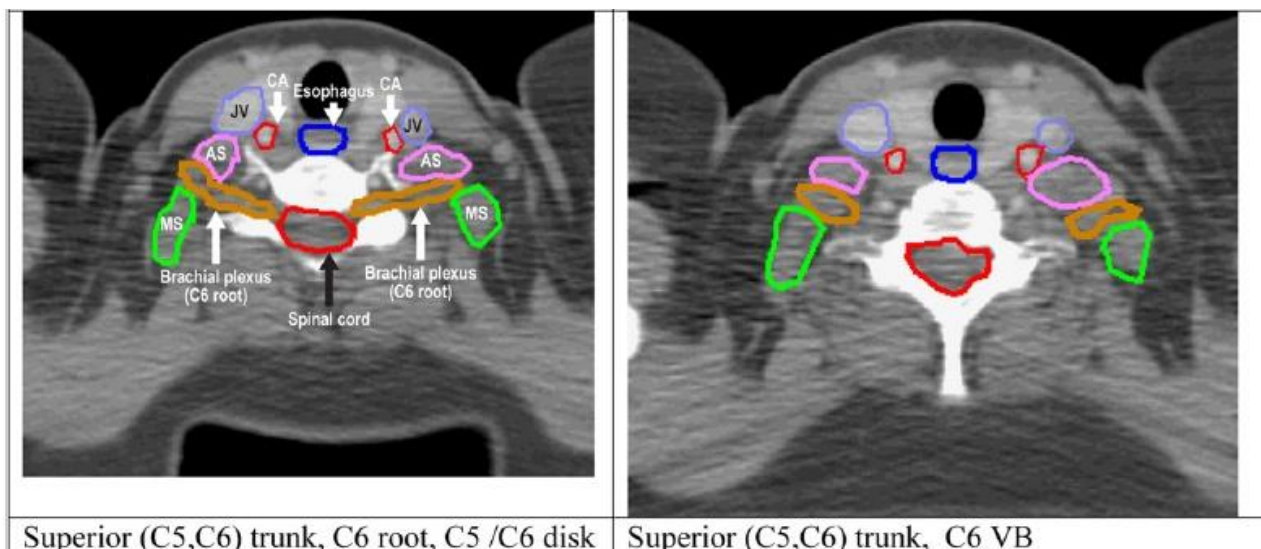 CA
Esophagus
CA
JV
JV
AS
AS
MS
MS
Brachial plexus
(C6 root)
Brachial plexus
(C6 root)
Spinal cord
Superior (C5,C6) trunk, C6 root, C5 /C6 disk
Superior (C5,C6) trunk, C6 VB